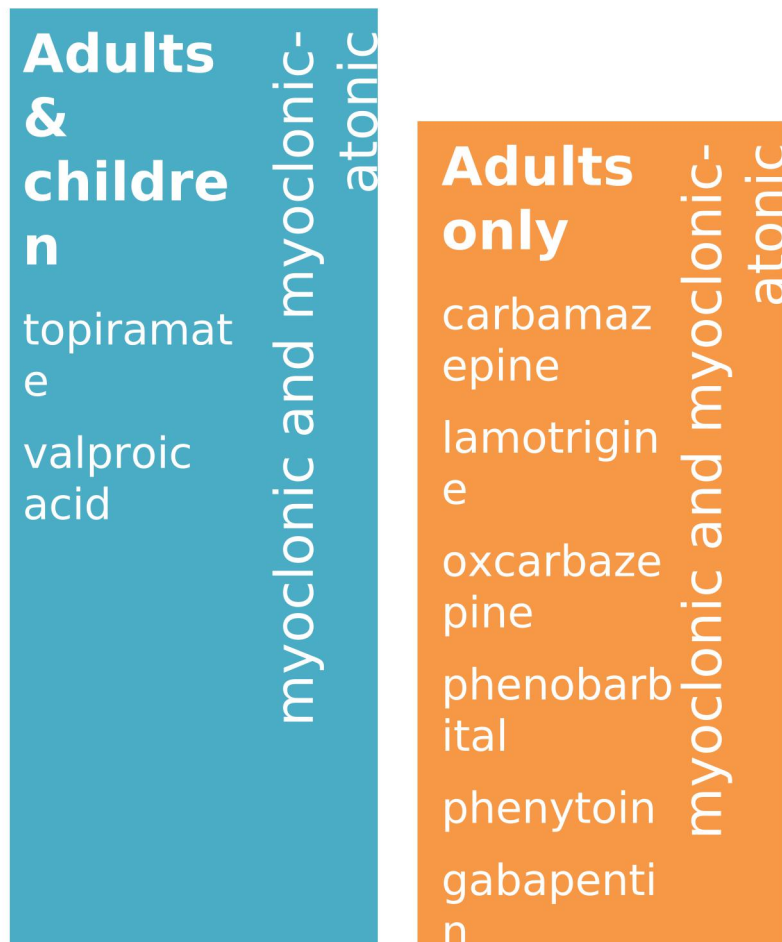 Adults
&
childre
n
topiramat
e
valproic
acid
myoclonic and myoclonic-
atonic
Adults
only
carbamaz
epine
lamotrigin
e
oxcarbaze
pine
phenobarb
ital
phenytoin
gabapenti
n
myoclonic and myoclonic-
atonic